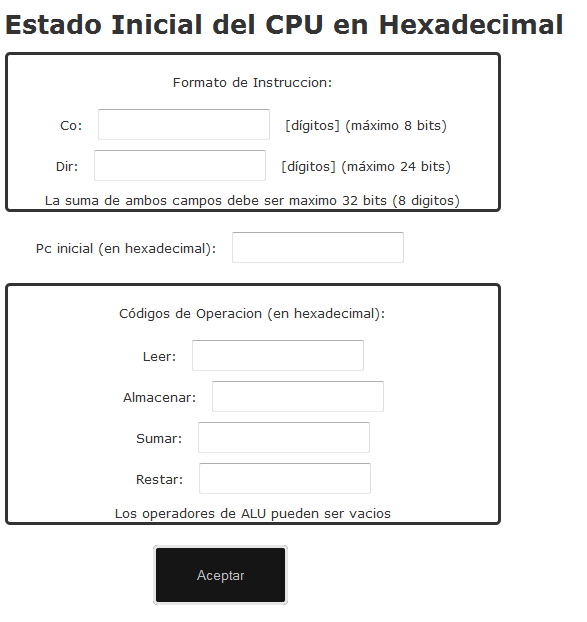 Estado Inicial del CPU en Hexadecimal
Formato de Instruccion:
Co: [dígitos] (máximo 8 bits)
Dir: [dígitos] (máximo 24 bits)
La suma de ambos campos debe ser maximo 32 bits (8 digitos)
Pc inicial (en hexadecimal):
Códigos de Operacion (en hexadecimal):
Leer:
Almacenar:
Sumar:
Restar:
Los operadores de ALU pueden ser vacios
Aceptar